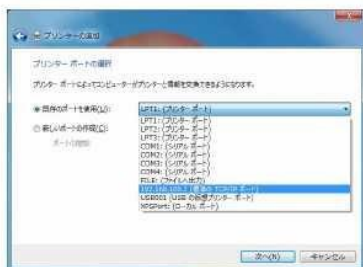 プリンターの追加
プリンター ポートの選択
プリンター ポートによってコンピューターがプリンターと情報を交換できるようになります。
既存のポートを使用(U):
LPT1: (プリンター ポート)
LPT1: (プリンター ポート)
LPT2: (プリンター ポート)
LPT3: (プリンター ポート)
COM1: (シリアル ポート)
COM2: (シリアル ポート)
COM3: (シリアル ポート)
COM4: (シリアル ポート)
FILE: (ファイルへ出力)
(標準の TCP/IP ポート)
USB001 (USB の仮想プリンター ポート)
XPSPort: (ローカル ポート)
新しいポートの作成(C):
ポートの種類:
次へ(N)
キャンセル